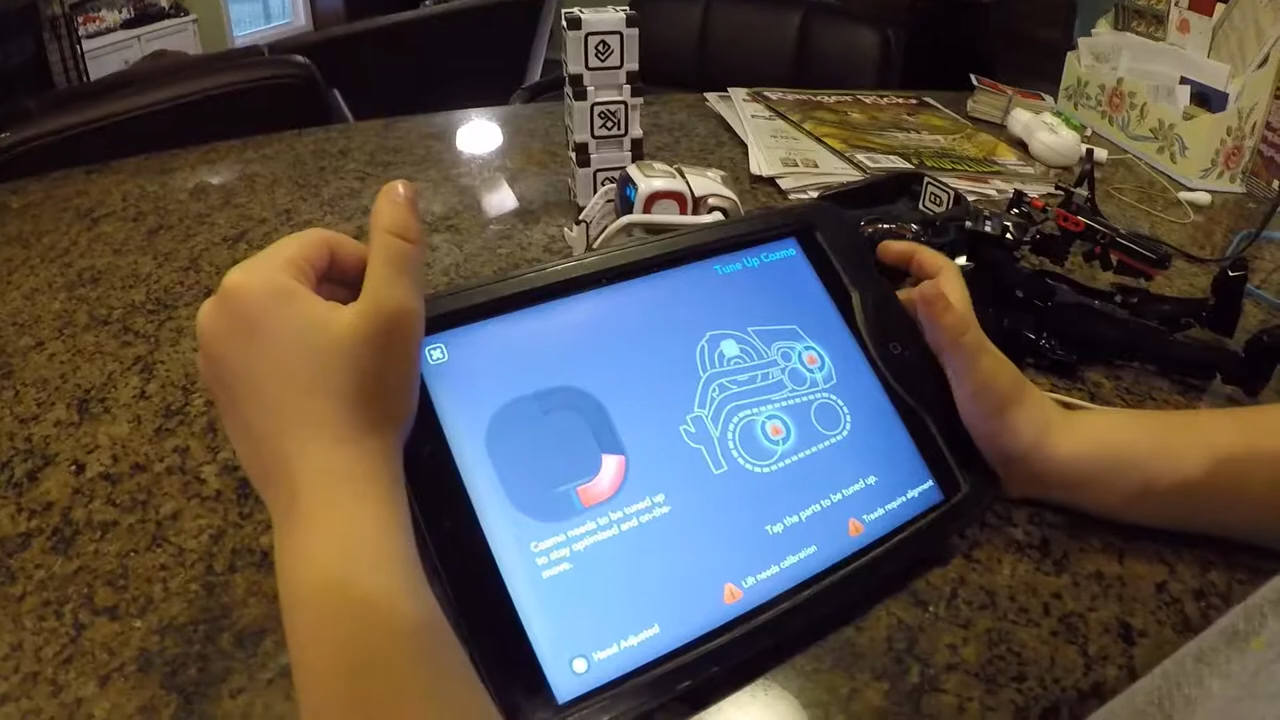 Ranger Rick
Tune Up Cozmo
Cozmo needs to be tuned up
to stay optimized and on-the-
move.
Tap the parts to be tuned up.
Head Adjusted
Lift needs calibration
Treads require alignment